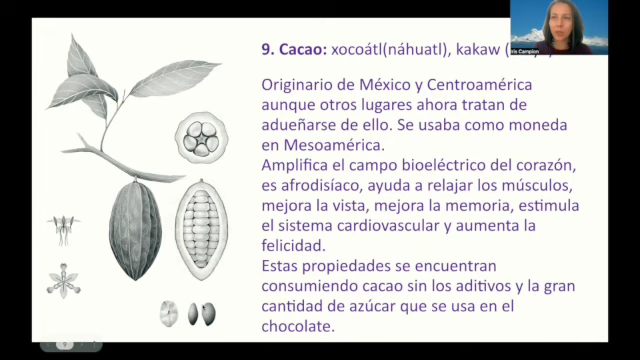 9. Cacao: xocoátl(náhuatl), kakaw (
Originario de México y Centroamérica
aunque otros lugares ahora tratan de
adueñarse de ello. Se usaba como moneda
en Mesoamérica.
Amplifica el campo bioeléctrico del corazón,
es afrodisíaco, ayuda a relajar los músculos,
mejora la vista, mejora la memoria, estimula
el sistema cardiovascular y aumenta la
felicidad.
Estas propiedades se encuentran
consumiendo cacao sin los aditivos y la gran
cantidad de azúcar que se usa en el
chocolate.
Campion
9